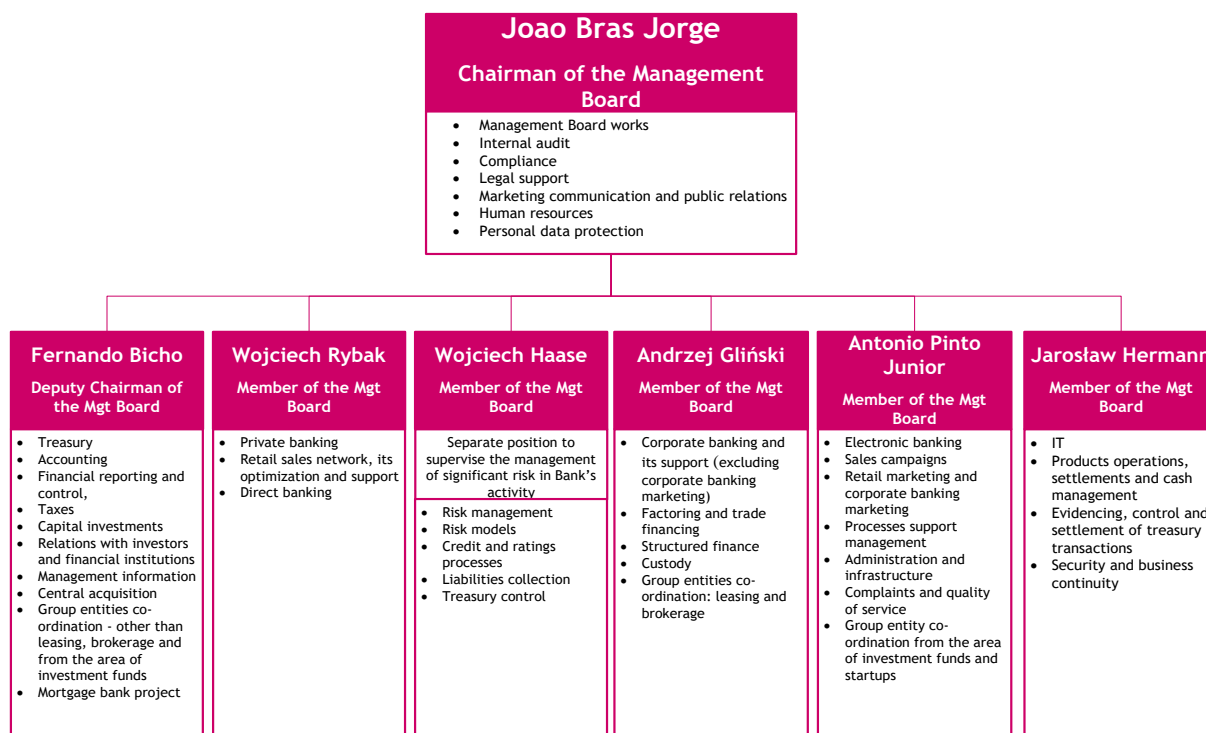 Joao Bras Jorge
Chairman of the Management
Board
• Management Board works
• Internal audit
• Compliance
• Legal support
• Marketing communication and public relations
• Human resources
• Personal data protection
Fernando Bicho
Deputy Chairman of
the Mgt Board
• Treasury
• Accounting
• Financial reporting and
control,
• Taxes
• Capital investments
• Relations with investors
and financial institutions
• Management information
• Central acquisition
• Group entities co-
ordination - other than
leasing, brokerage and
from the area of
investment funds
• Mortgage bank project
Wojciech Rybak
Member of the Mgt
Board
• Private banking
• Retail sales network, its
optimization and support
• Direct banking
Wojciech Haase
Member of the Mgt
Board
Separate position to
supervise the management
of significant risk in Bank’s
activity
• Risk management
• Risk models
• Credit and ratings
processes
• Liabilities collection
• Treasury control
Andrzej Gliński
Member of the Mgt
Board
• Corporate banking and
its support (excluding
corporate banking
marketing)
• Factoring and trade
financing
• Structured finance
• Custody
• Group entities co-
ordination: leasing and
brokerage
Antonio Pinto
Junior
Member of the Mgt
Board
• Electronic banking
• Sales campaigns
• Retail marketing and
corporate banking
marketing
• Processes support
management
• Administration and
infrastructure
• Complaints and quality
of service
• Group entity co-
ordination from the area
of investment funds and
startups
Jarosław Hermann
Member of the Mgt
Board
• IT
• Products operations,
settlements and cash
management
• Evidencing, control and
settlement of treasury
transactions
• Security and business
continuity